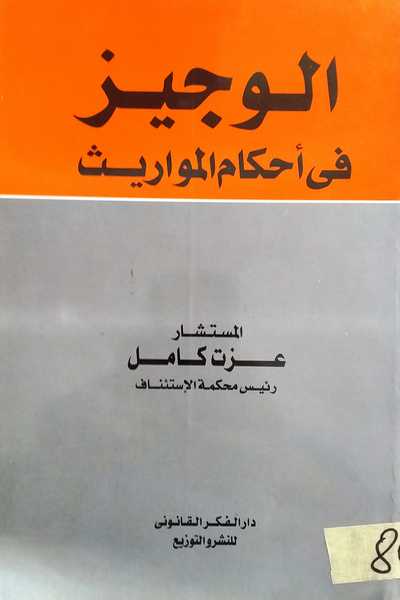 الوجيز
فى أحكام المواريث
المستشار
عزت كامل
رئيس محكمة الإستئناف
دار الفكر القانونى
للنشر والتوزيع